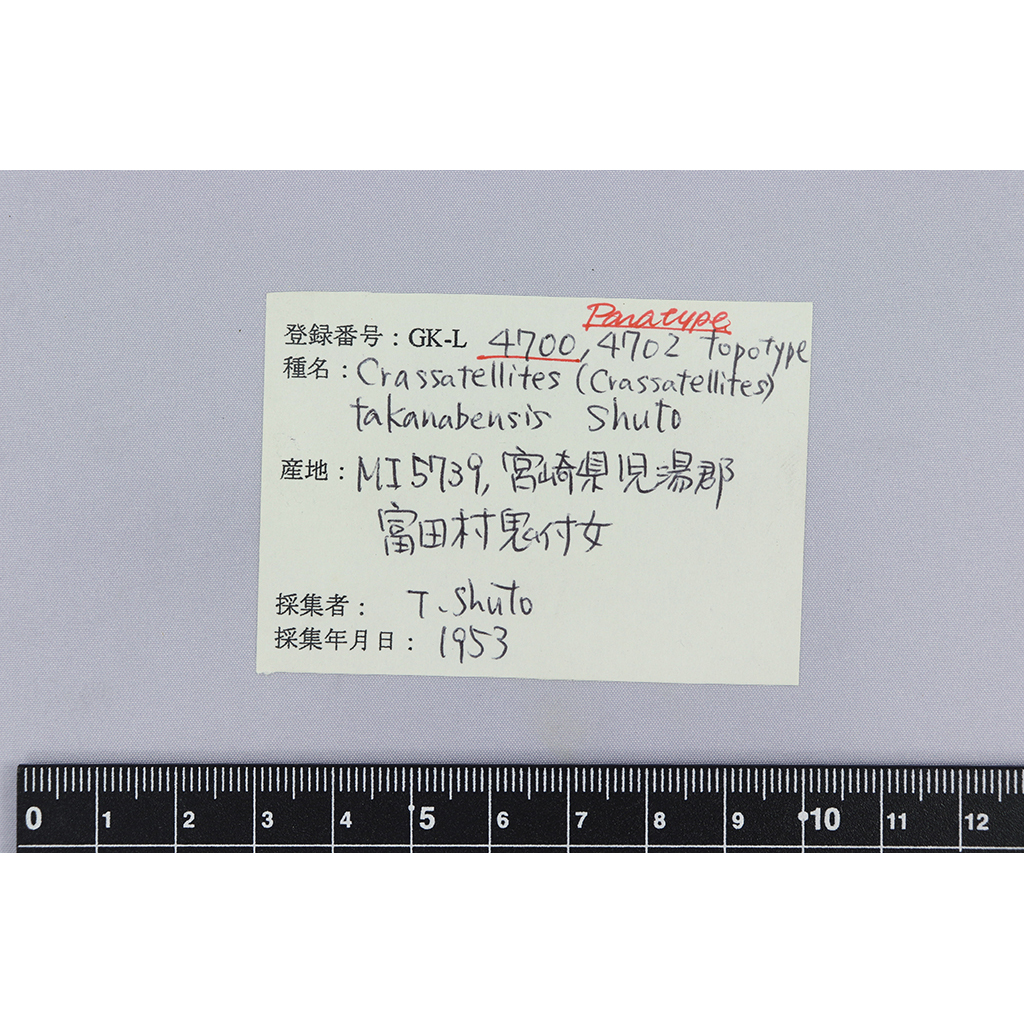 Paratype
登録番号：GK-L 4700, 4702 topotype
種名：Crassatellites (Crassatellites)
takanabensis Shuto
産地：MI5739, 宮崎県児湯郡
富田村鬼付女
採集者： T. Shuto
採集年月日： 1953
0 1 2 3 4 5 6 7 8 9 10 11 12